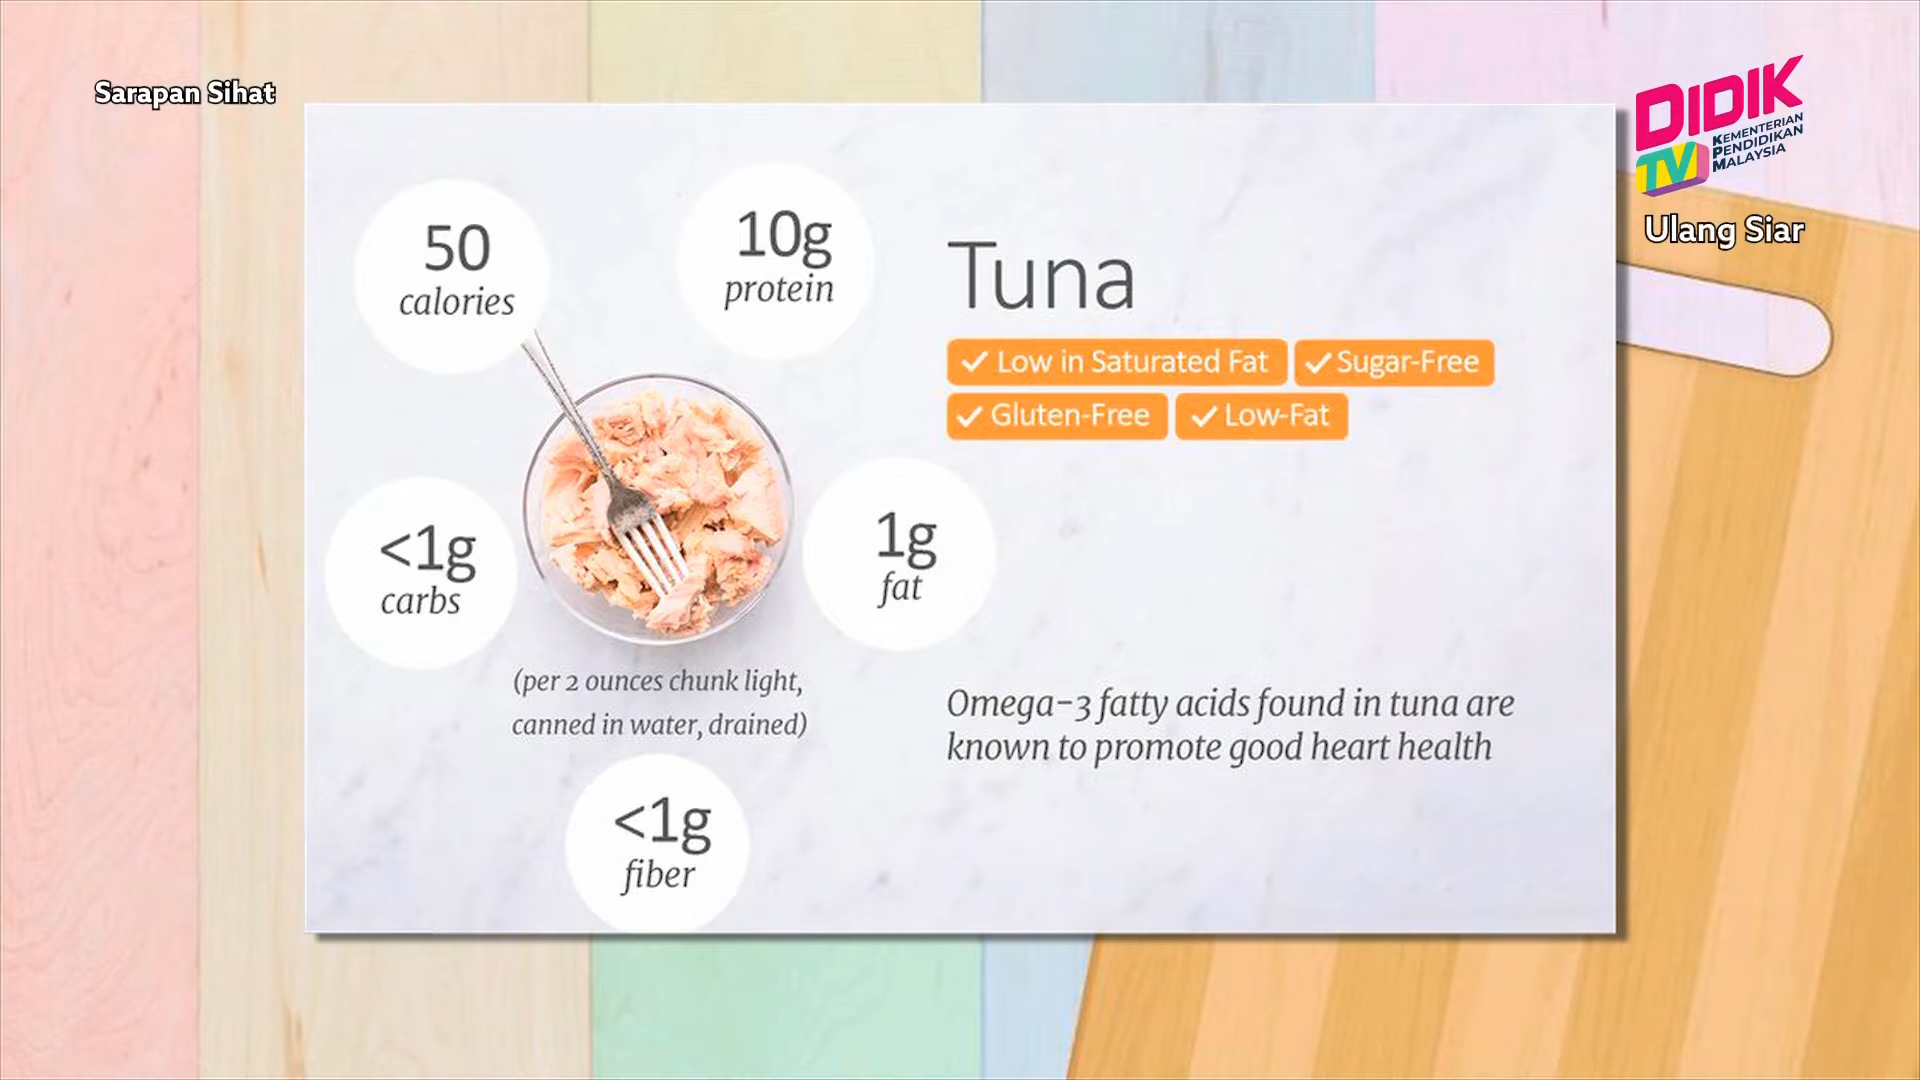 Sarapan Sihat
DIDIK
TV
KEMENTERIAN
PENDIDIKAN
MALAYSIA
Ulang Siar
50
calories
10g
protein
Tuna
Low in Saturated Fat
Sugar-Free
Gluten-Free
Low-Fat
<1g
carbs
1g
fat
(per 2 ounces chunk light,
canned in water, drained)
Omega-3 fatty acids found in tuna are
known to promote good heart health
<1g
fiber